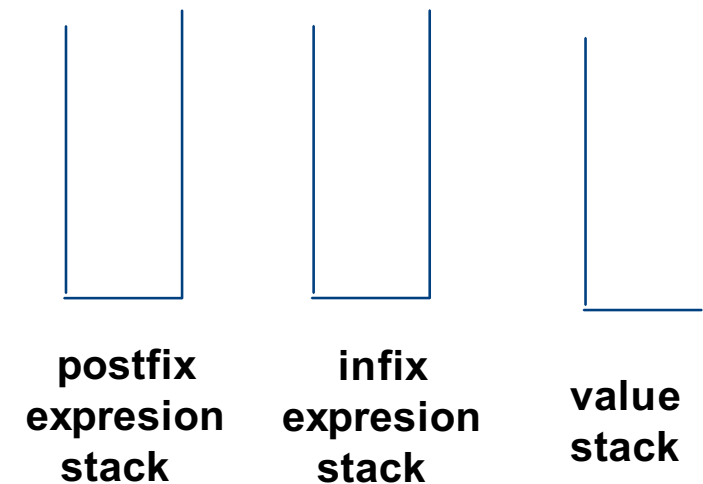 postfix
expresion
stack
infix
expresion
stack
value
stack